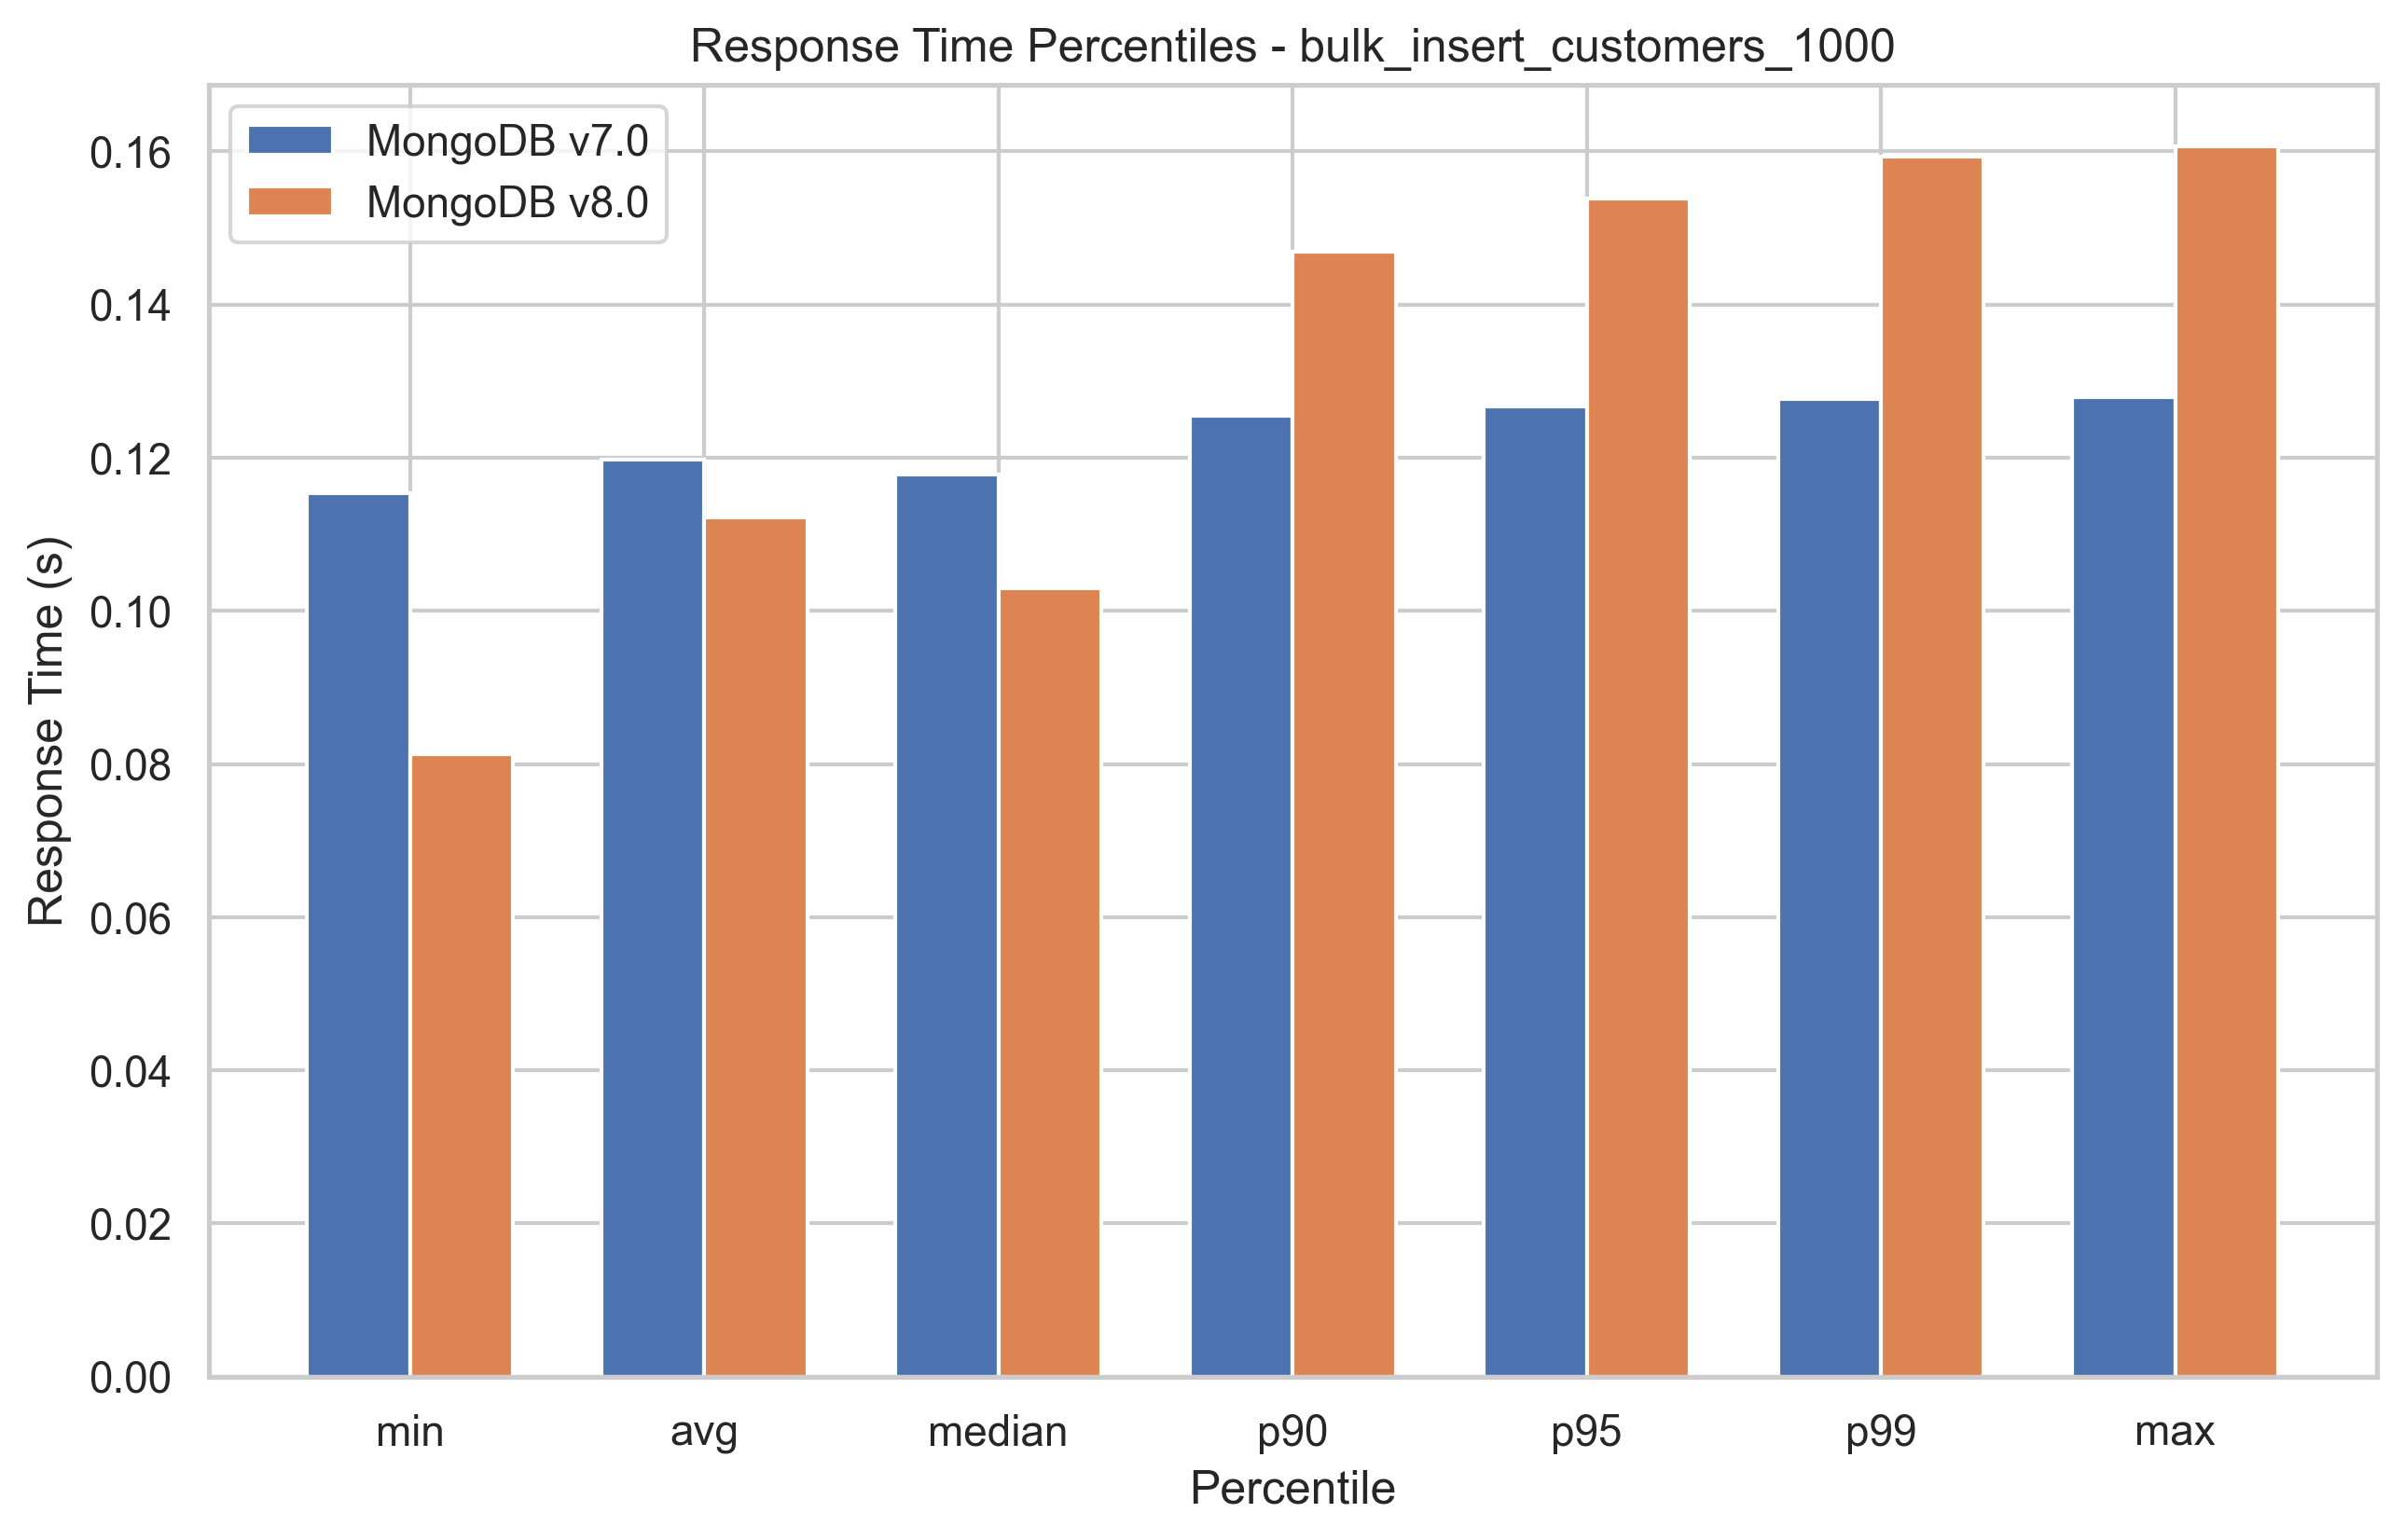 Response Time Percentiles - bulk_insert_customers_1000
MongoDB v7.0
MongoDB v8.0
Response Time (s)
0.16
0.14
0.12
0.10
0.08
0.06
0.04
0.02
0.00
min avg median p90 p95 p99 max
Percentile